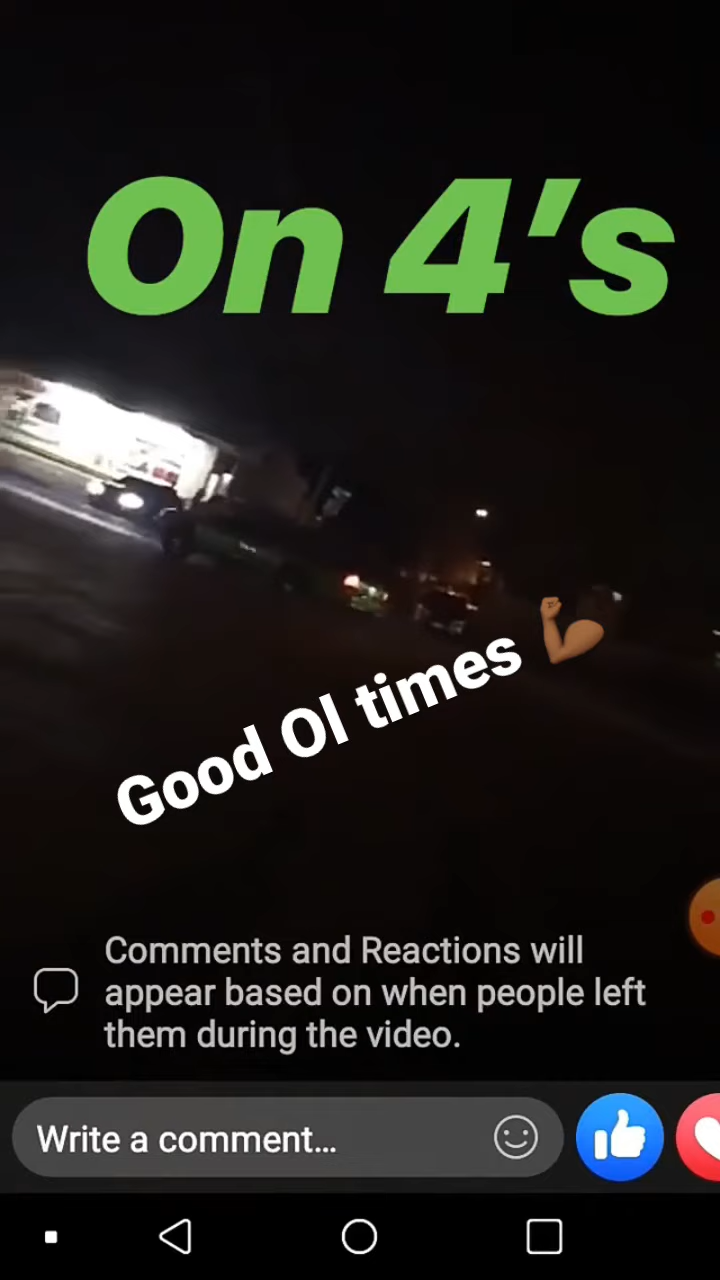 On 4's
Good Ol times 💪🏾
Comments and Reactions will
appear based on when people left
them during the video.
Write a comment...